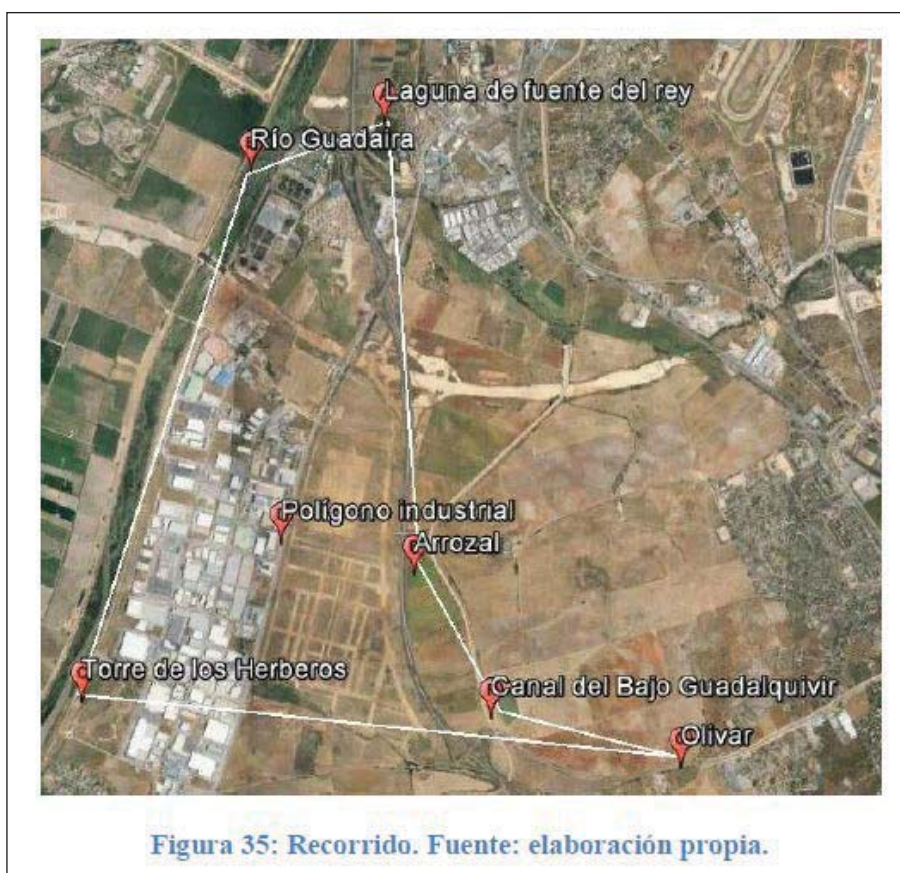 Laguna de fuente del rey
Río Guadaira
Polígono industrial
Arrozal
Torre de los Herberos
Canal del Bajo Guadalquivir
Olivar
Figura 35: Recorrido. Fuente: elaboración propia.